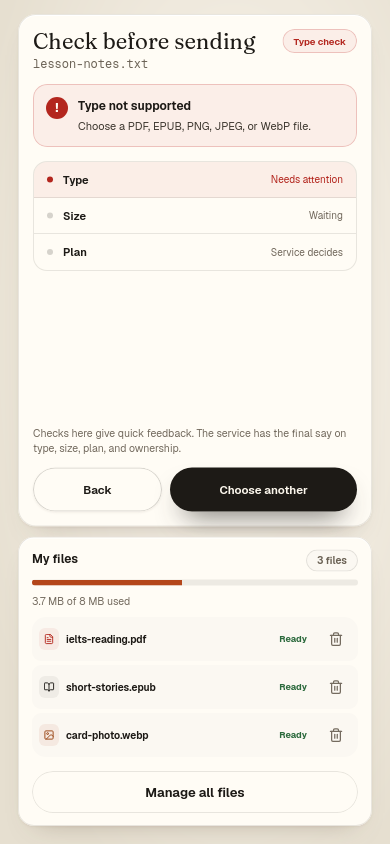 Check before sending
Type check
lesson-notes.txt
!
Type not supported
Choose a PDF, EPUB, PNG, JPEG, or WebP file.
Type
Needs attention
Size
Waiting
Plan
Service decides
Checks here give quick feedback. The service has the final say on
type, size, plan, and ownership.
Back
Choose another
My files
3 files
3.7 MB of 8 MB used
ielts-reading.pdf
Ready
short-stories.epub
Ready
card-photo.webp
Ready
Manage all files